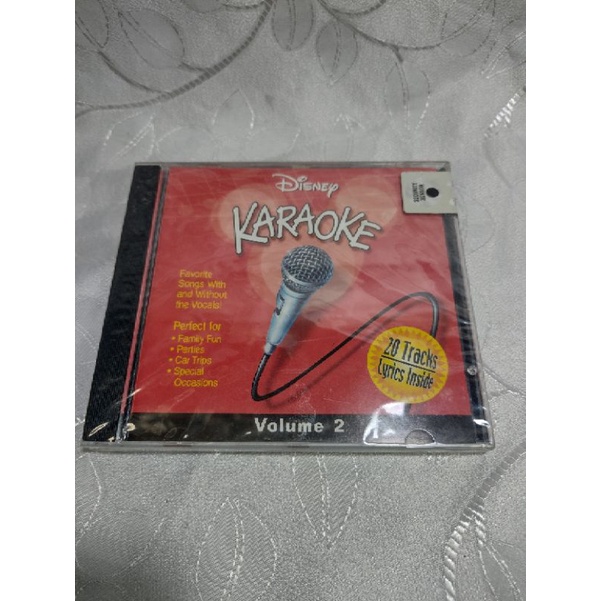 Disney
KARAOKE
Favorite
Songs With
and Without
the Vocals!
Perfect for
• Family Fun
• Parties
• Car Trips
• Special
Occasions
20 Tracks
Lyrics Inside
Volume 2